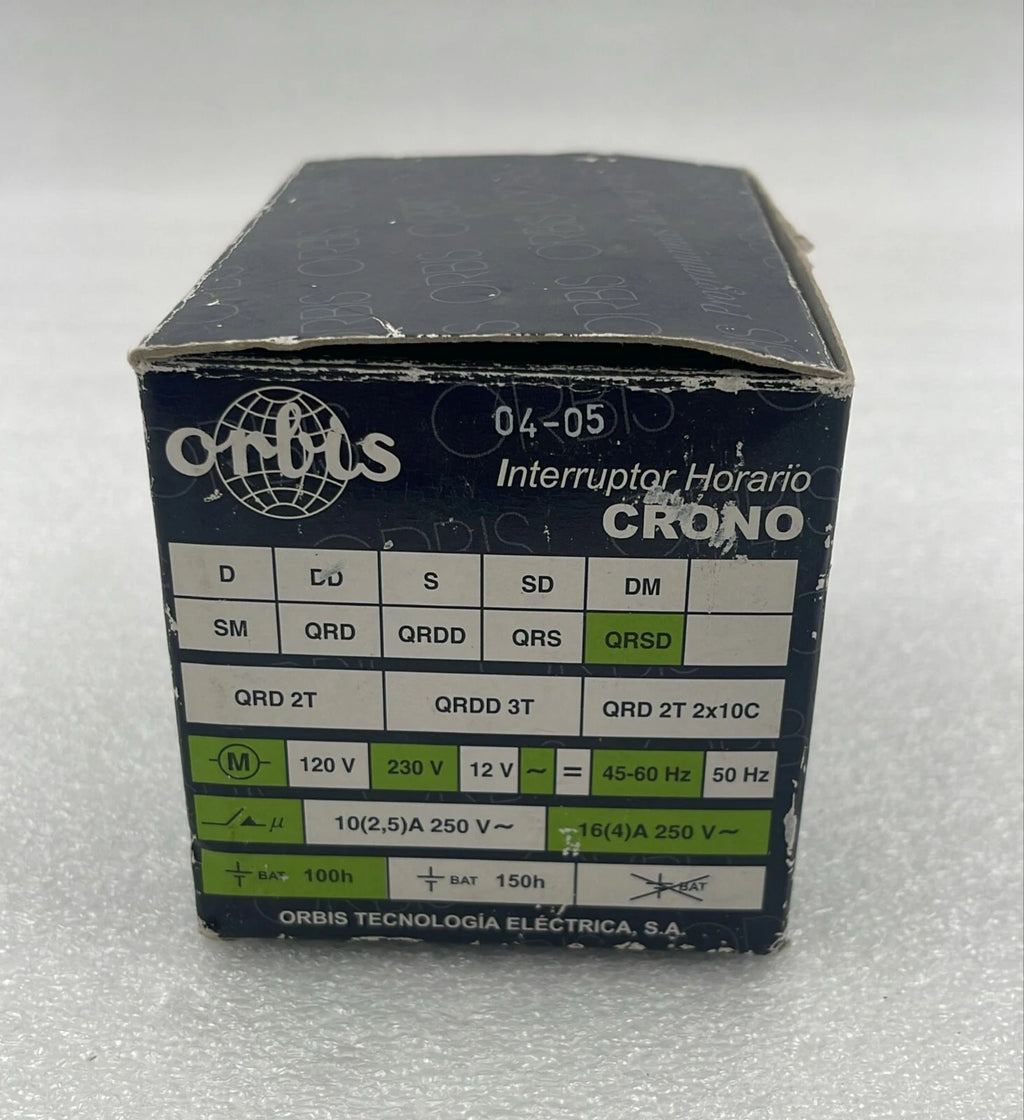 orbis
04-05
Interruptor Horario
CRONO
D DD S SD DM
SM QRD QRDD QRS QRSD
QRD 2T QRDD 3T QRD 2T 2x10C
M 120 V 230 V 12 V ~ = 45-60 Hz 50 Hz
µ 10(2,5)A 250 V~ 16(4)A 250 V~
BAT 100h BAT 150h BAT
ORBIS TECNOLOGÍA ELÉCTRICA, S.A.